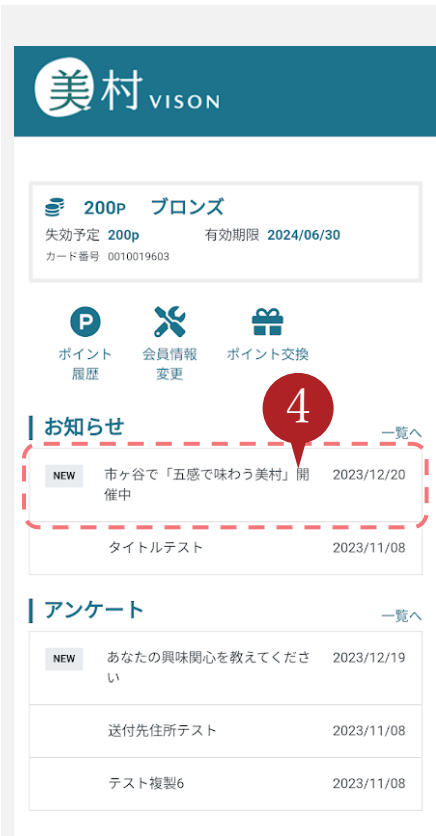 美村 VISON
200P ブロンズ
失効予定 200p 有効期限 2024/06/30
カード番号 0010019603
P
ポイント 会員情報 ポイント交換
履歴 変更
4
お知らせ 一覧へ
NEW 市ヶ谷で「五感で味わう美村」開 2023/12/20
催中
タイトルテスト 2023/11/08
アンケート 一覧へ
NEW あなたの興味関心を教えてくださ 2023/12/19
い
送付先住所テスト 2023/11/08
テスト複製6 2023/11/08